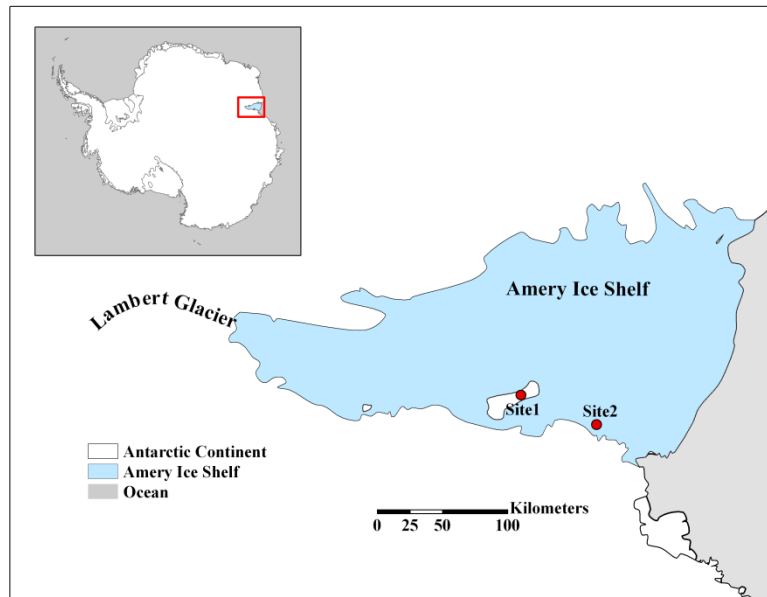 Lambert Glacier
Amery Ice Shelf
Site1
Site2
Antarctic Continent
Amery Ice Shelf
Ocean
Kilometers
0 25 50 100